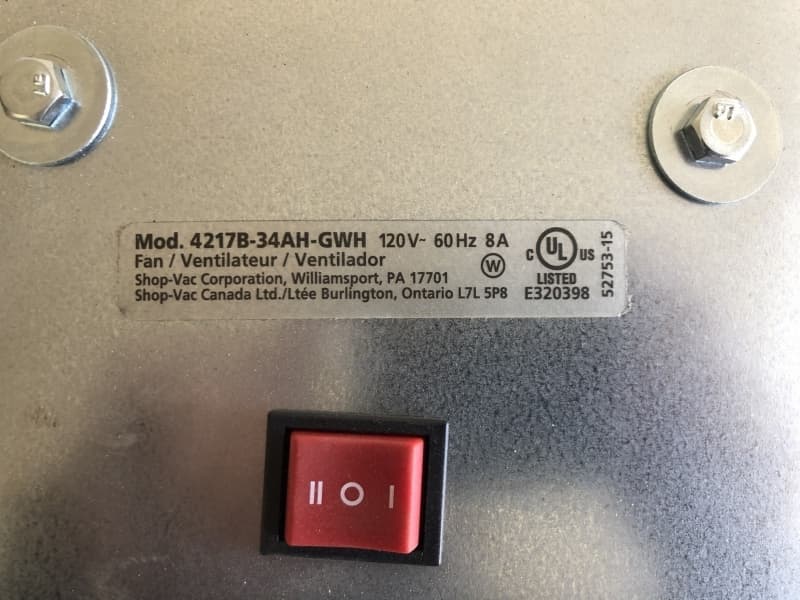 Mod. 4217B-34AH-GWH 120V~ 60Hz 8A
Fan / Ventilateur / Ventilador
Shop-Vac Corporation, Williamsport, PA 17701
Shop-Vac Canada Ltd./Ltée Burlington, Ontario L7L 5P8
W
C UL US
LISTED
E320398
52753-15
II O I